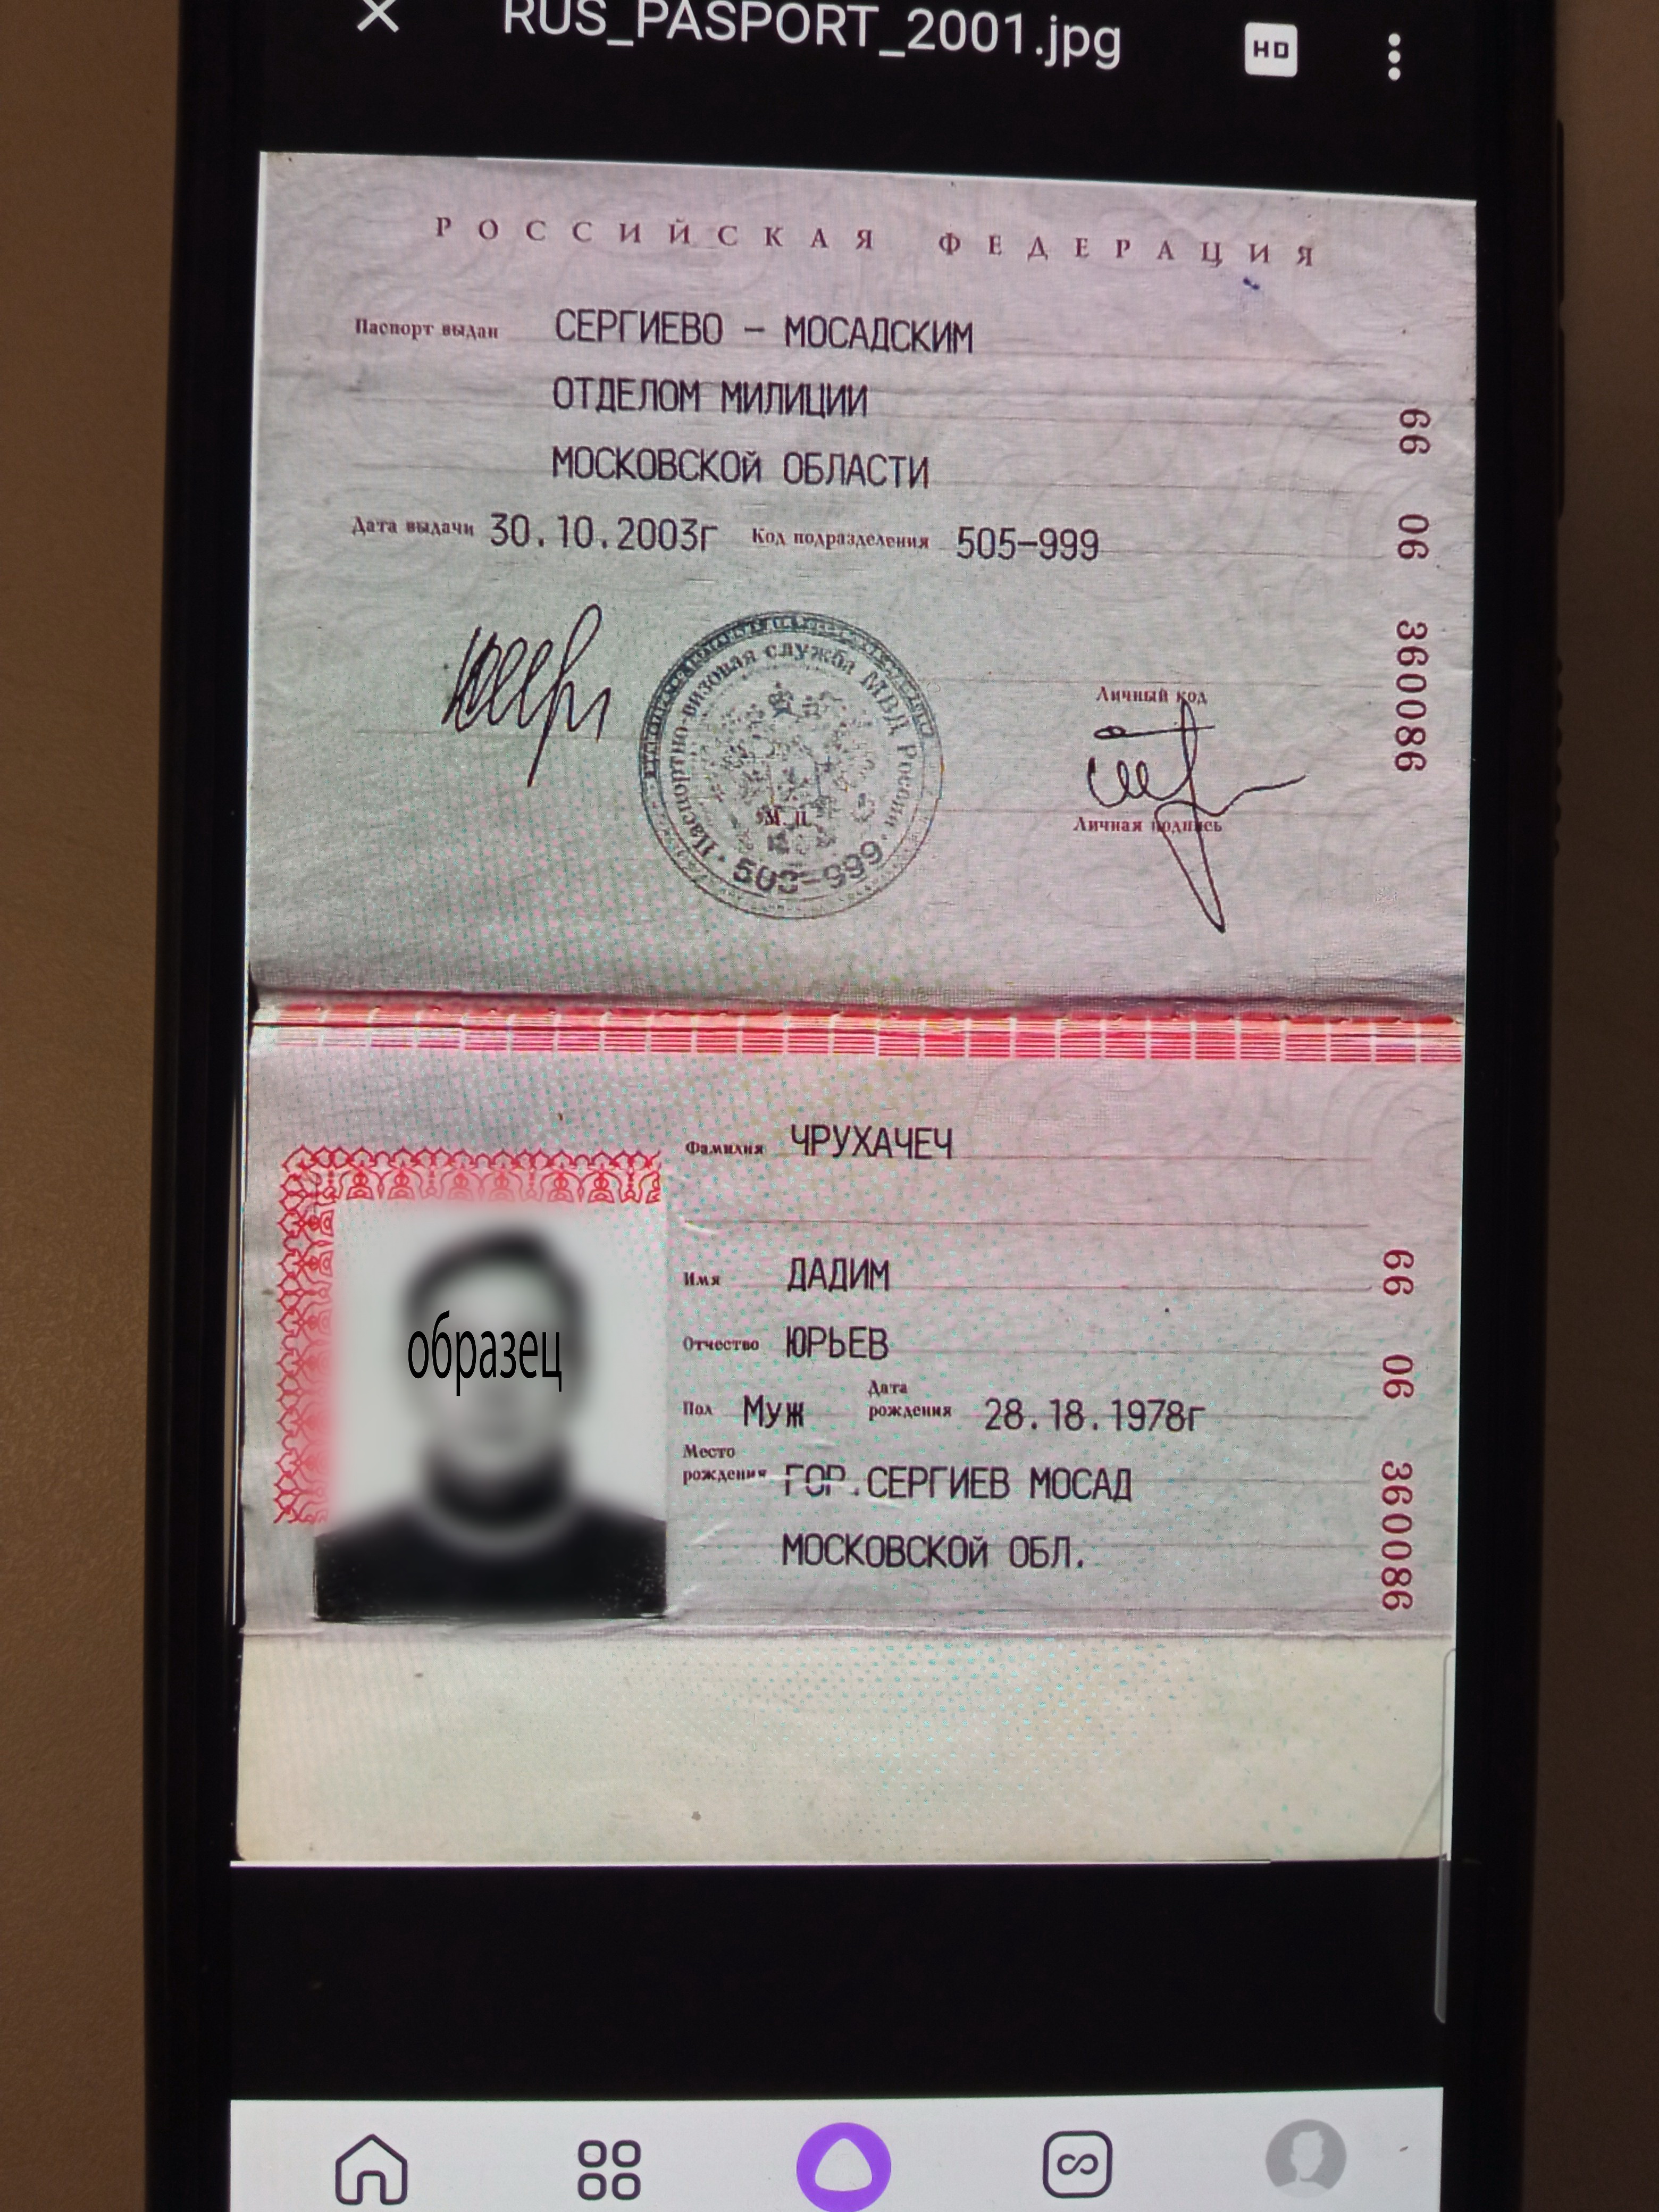 RUS_PASPORT_2001.jpg
HD
РОССИЙСКАЯ ФЕДЕРАЦИЯ
Паспорт выдан СЕРГИЕВО - МОСАДСКИМ
ОТДЕЛОМ МИЛИЦИИ
МОСКОВСКОЙ ОБЛАСТИ
Дата выдачи 30.10.2003г Код подразделения 505-999
66 06 360086
Паспортно-визовая служба МВД России
М.П.
503-999
Личный код
Личная подпись
Фамилия ЧРУХАЧЕЧ
Имя ДАДИМ
Отчество ЮРЬЕВ
Пол Муж Дата рождения 28.18.1978г
Место рождения ГОР.СЕРГИЕВ МОСАД
МОСКОВСКОЙ ОБЛ.
66 06 360086
образец